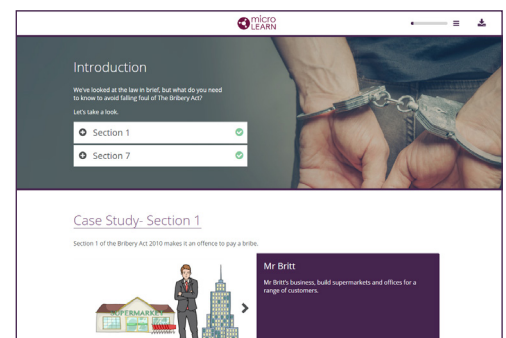 micro
LEARN
Introduction
We've looked at the law in brief, but what do you need
to know to avoid falling foul of The Bribery Act?
Let's take a look.
Section 1
Section 7
Case Study- Section 1
Section 1 of the Bribery Act 2010 makes it an offence to pay a bribe.
SUPERMARKET
Mr Britt
Mr Britt's business, build supermarkets and offices for a
range of customers.